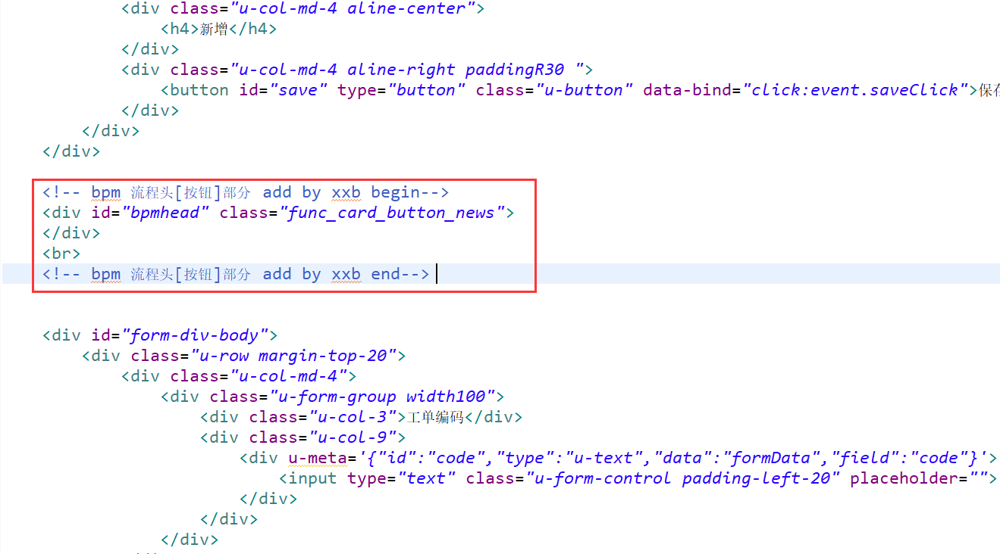 <div class="u-col-md-4 aline-center">
<h4>新增</h4>
</div>
<div class="u-col-md-4 aline-right paddingR30 ">
<button id="save" type="button" class="u-button" data-bind="click:event.saveClick">保存
</div>
</div>
</div>
<!-- bpm 流程头[按钮]部分 add by xxb begin-->
<div id="bpmhead" class="func_card_button_news">
</div>
<br>
<!-- bpm 流程头[按钮]部分 add by xxb end-->
<div id="form-div-body">
<div class="u-row margin-top-20">
<div class="u-col-md-4">
<div class="u-form-group width100">
<div class="u-col-3">工单编码</div>
<div class="u-col-9">
<div u-meta='{"id":"code","type":"u-text","data":"formData","field":"code"}'>
<input type="text" class="u-form-control padding-left-20" placeholder="">
</div>
</div>
</div>